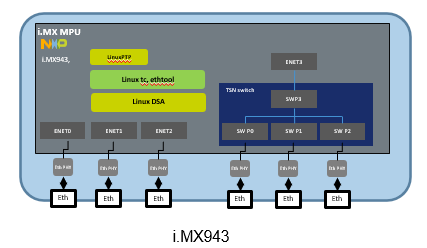 i.MX MPU
NXP
i.MX943,
LinuxPTP
Linux tc, ethtool
Linux DSA
ENET3
TSN switch
SWP3
ENET0 ENET1 ENET2 SW P0 SW P1 SW P2
Eth PHY Eth PHY Eth PHY Eth PHY Eth PHY Eth PHY
Eth Eth Eth Eth Eth Eth
i.MX943